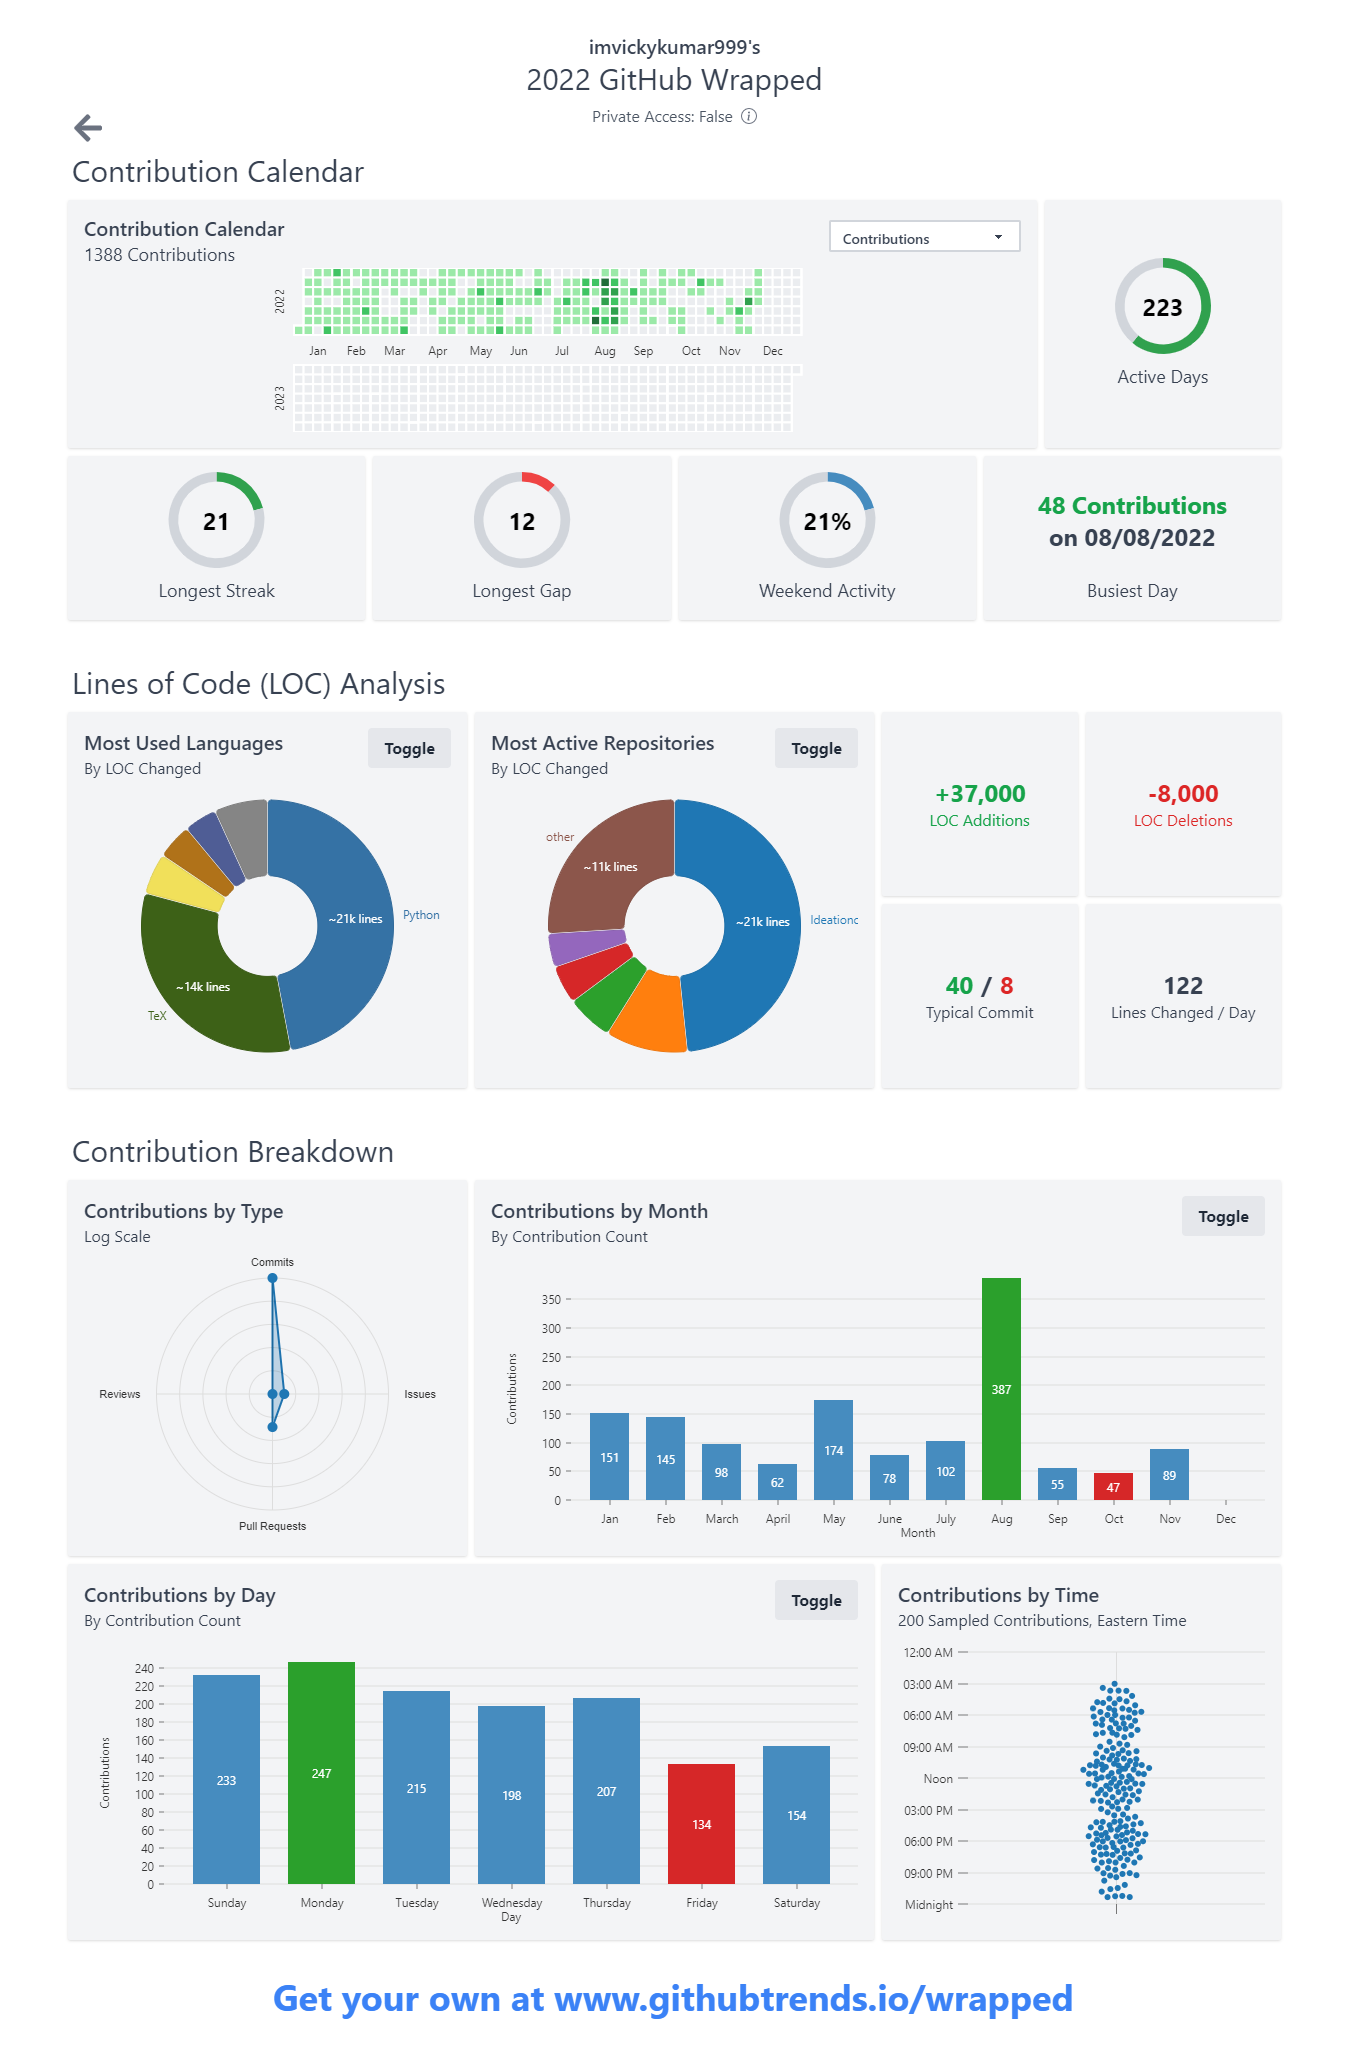 imvickykumar999's
2022 GitHub Wrapped
Private Access: False
Contribution Calendar
Contribution Calendar
1388 Contributions
Contributions
2022
Jan Feb Mar Apr May Jun Jul Aug Sep Oct Nov Dec
2023
223
Active Days
21
Longest Streak
12
Longest Gap
21%
Weekend Activity
48 Contributions
on 08/08/2022
Busiest Day
Lines of Code (LOC) Analysis
Most Used Languages
By LOC Changed
Toggle
~21k lines
Python
~14k lines
TeX
Most Active Repositories
By LOC Changed
Toggle
other
~11k lines
~21k lines
Ideationc
+37,000
LOC Additions
-8,000
LOC Deletions
40 / 8
Typical Commit
122
Lines Changed / Day
Contribution Breakdown
Contributions by Type
Log Scale
Commits
Reviews
Issues
Pull Requests
Contributions by Month
By Contribution Count
Toggle
Contributions
350
300
250
200
150
100
50
0
151 145 98 62 174 78 102 387 55 47 89
Jan Feb March April May June July Aug Sep Oct Nov Dec
Month
Contributions by Day
By Contribution Count
Toggle
Contributions
240
220
200
180
160
140
120
100
80
60
40
20
0
233 247 215 198 207 134 154
Sunday Monday Tuesday Wednesday Thursday Friday Saturday
Day
Contributions by Time
200 Sampled Contributions, Eastern Time
12:00 AM
03:00 AM
06:00 AM
09:00 AM
Noon
03:00 PM
06:00 PM
09:00 PM
Midnight
Get your own at www.githubtrends.io/wrapped